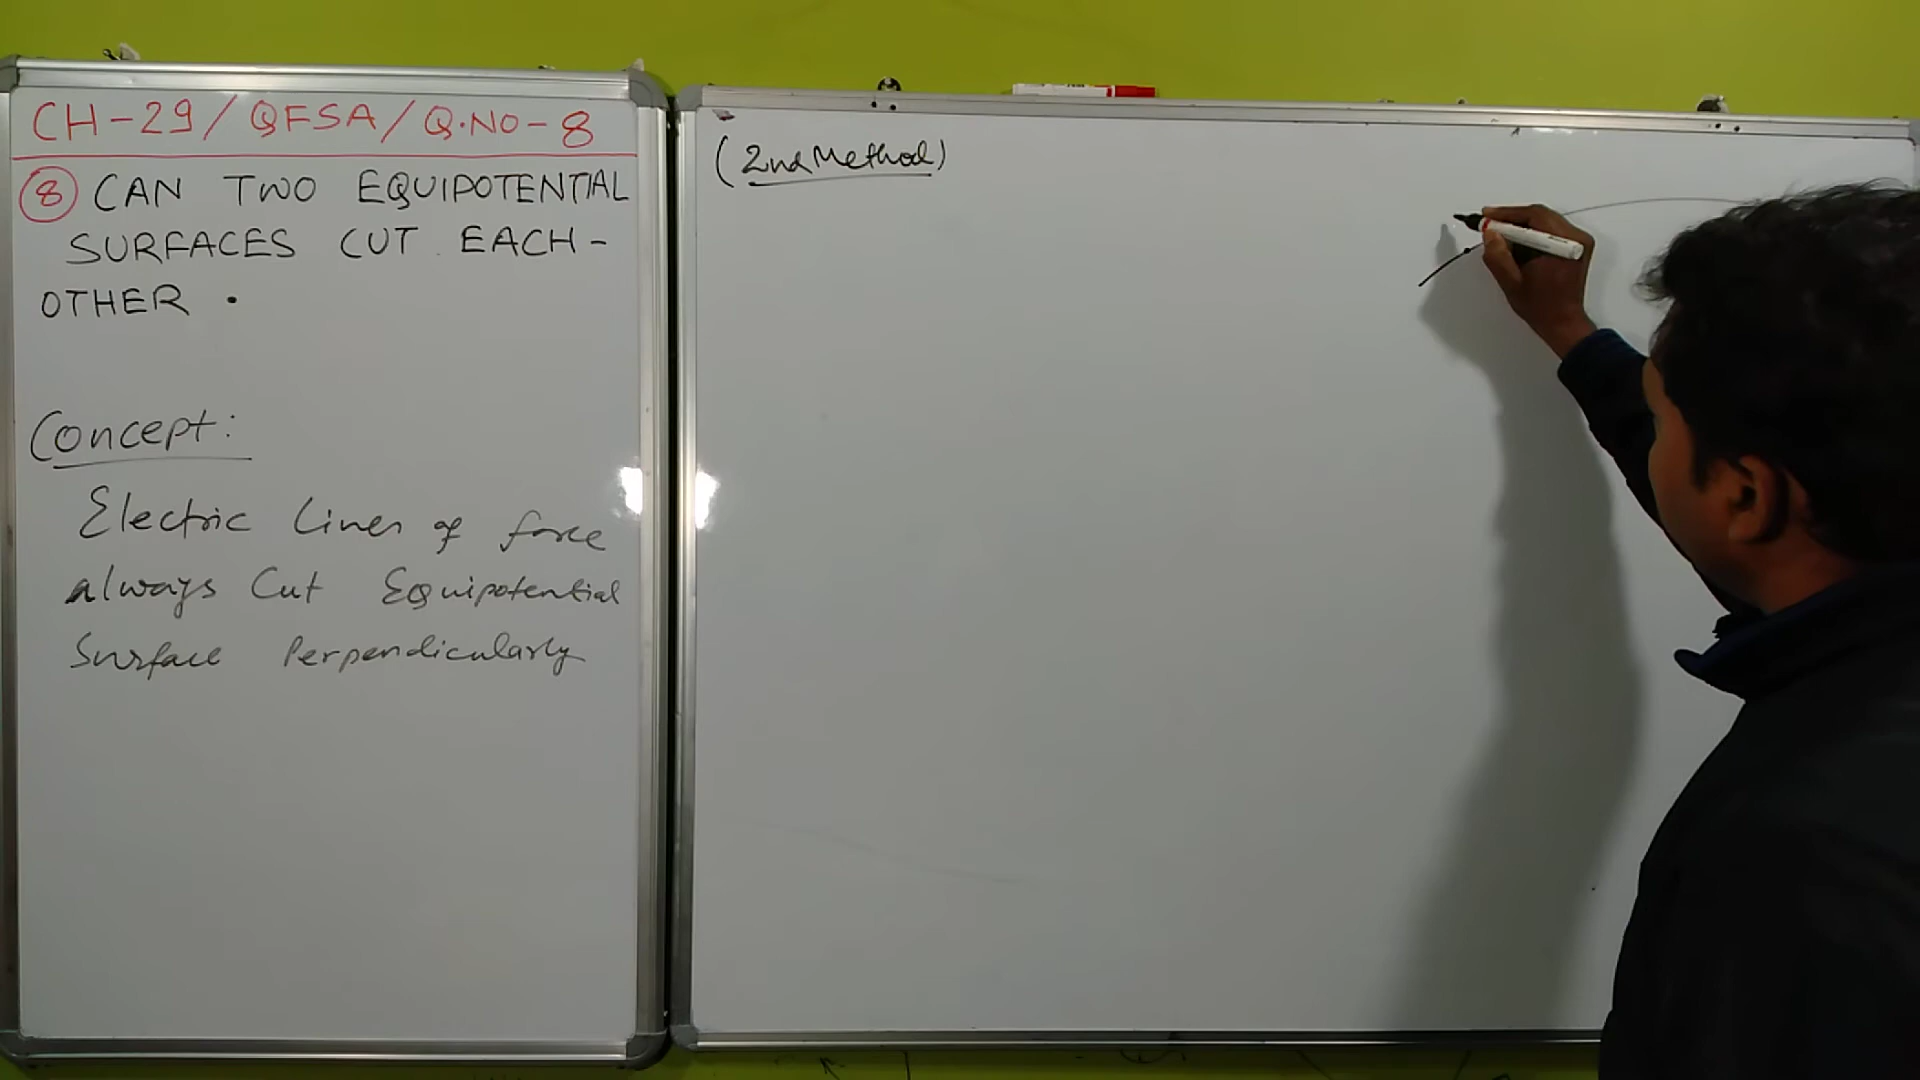 CH-29/QFSA/Q.NO-8
8 CAN TWO EQUIPOTENTIAL
SURFACES CUT EACH-
OTHER .
Concept:
Electric Lines of force
always Cut Equipotential
Surface Perpendicularly
(2nd Method)